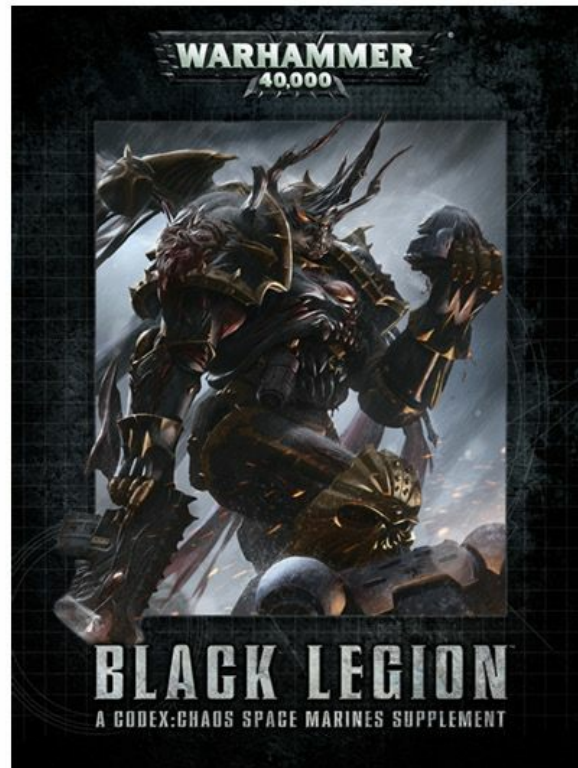 WARHAMMER
40,000
BLACK LEGION
A CODEX:CHAOS SPACE MARINES SUPPLEMENT